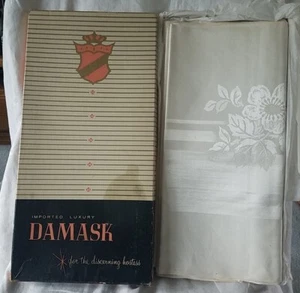 IMPORTED LUXURY
DAMASK
for the discerning hostess